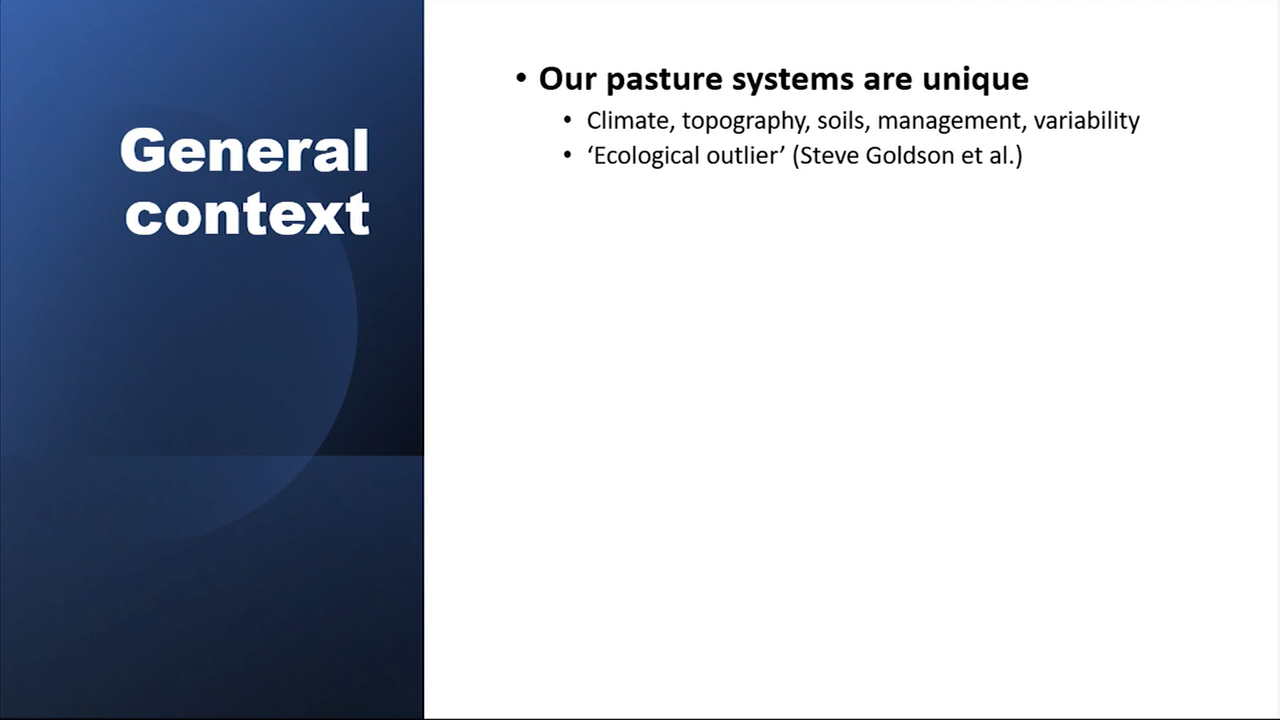 General
context
• Our pasture systems are unique
• Climate, topography, soils, management, variability
• ‘Ecological outlier’ (Steve Goldson et al.)